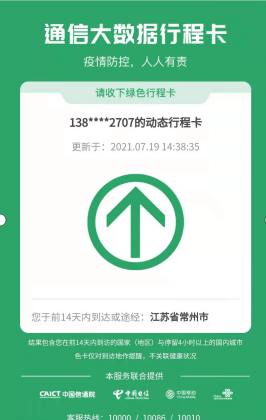 通信大数据行程卡
疫情防控，人人有责
请收下绿色行程卡
138****2707的动态行程卡
更新于：2021.07.19 14:38:35
您于前14天内到达或途经：江苏省常州市
结果包含您在前14天内到访的国家（地区）与停留4小时以上的国内城市
色卡仅对到访地作提醒，不关联健康状况
本服务联合提供
CAICT 中国信通院 中国电信 中国移动 China unicom
客服热线：10000 / 10086 / 10010